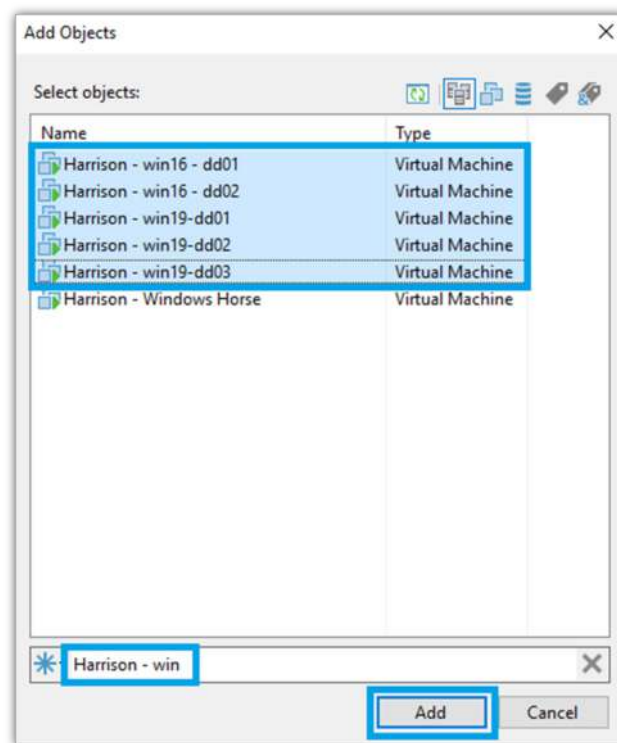 Add Objects
Select objects:
Name Type
Harrison - win16 - dd01 Virtual Machine
Harrison - win16 - dd02 Virtual Machine
Harrison - win19-dd01 Virtual Machine
Harrison - win19-dd02 Virtual Machine
Harrison - win19-dd03 Virtual Machine
Harrison - Windows Horse Virtual Machine
Harrison - win
Add Cancel